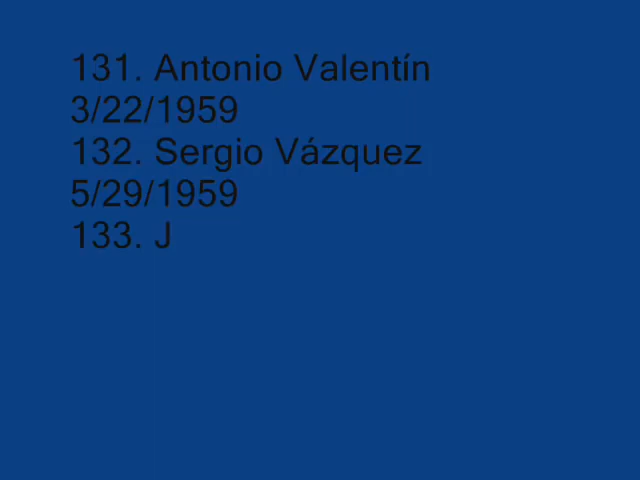 131. Antonio Valentín
3/22/1959
132. Sergio Vázquez
5/29/1959
133. J